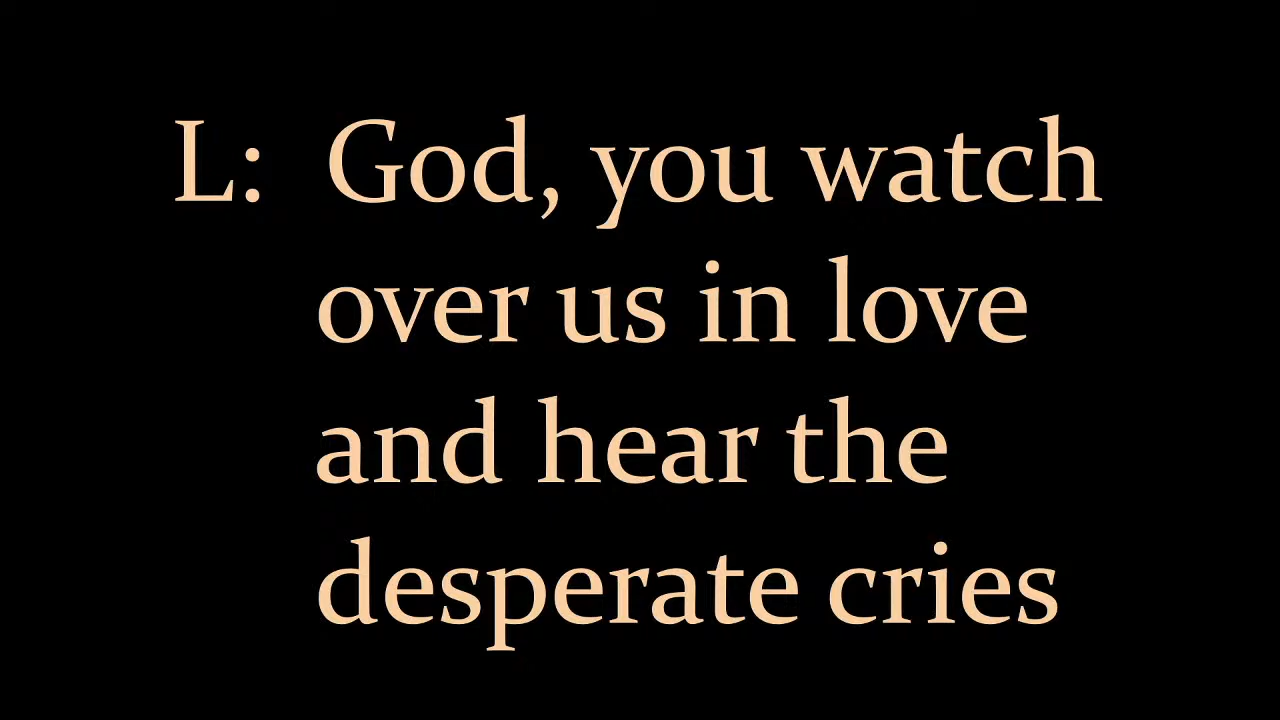 L: God, you watch
over us in love
and hear the
desperate cries